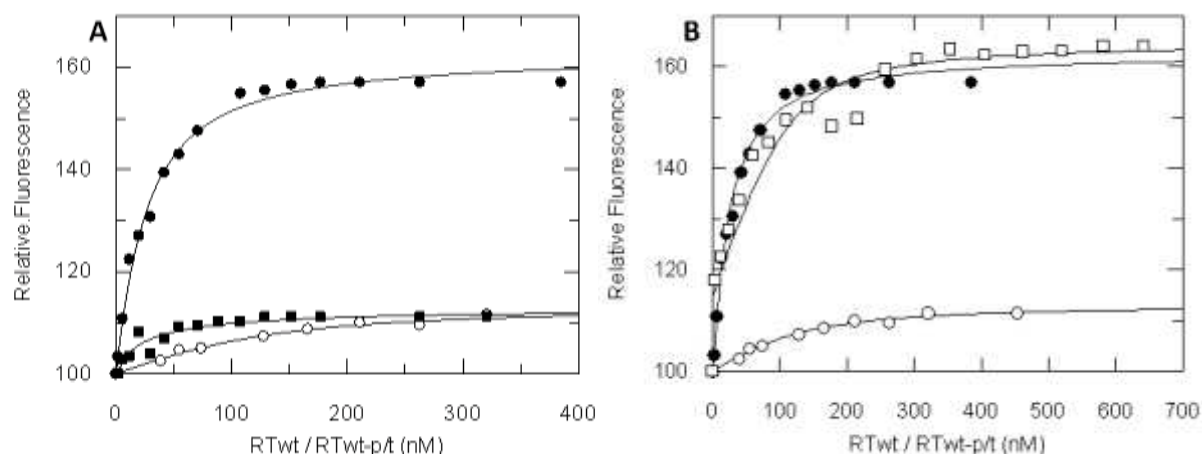 A
160
140
120
100
Relative.Fluorescence
0 100 200 300 400
RTwt / RTwt-p/t (nM)
B
160
140
120
100
Relative Fluorescence
0 100 200 300 400 500 600 700
RTwt / RTwt-p/t (nM)